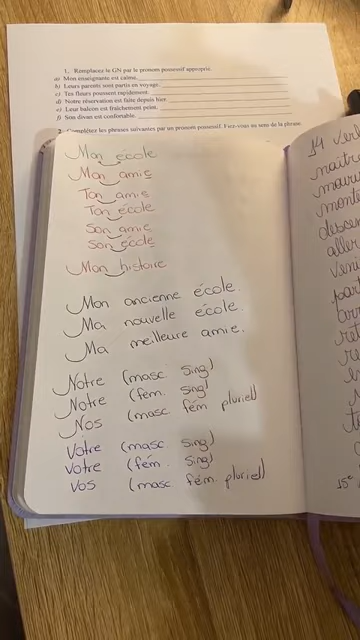 1. Remplacez le GN par le pronom possessif approprié.
a) Mon enseignante est calme.
b) Leurs parents sont partis en voyage.
c) Tes fleurs poussent rapidement.
d) Notre réservation est faite depuis hier.
e) Leur balcon est fraîchement peint.
f) Son divan est confortable.
2. Complétez les phrases suivantes par un pronom possessif. Fiez-vous au sens de la phrase.
Mon école
Mon amie
Ton amie
Ton école
Son amie
Son école
Mon histoire
Mon ancienne école.
Ma nouvelle école.
Ma meilleure amie.
Notre (masc sing)
Notre (fém. sing)
Nos (masc fém pluriel)
Votre (masc sing)
Votre (fém. sing)
Vos (masc fém. pluriel)
14 Ver
naître
mour
monte
descen
aller
Veni
part
15e